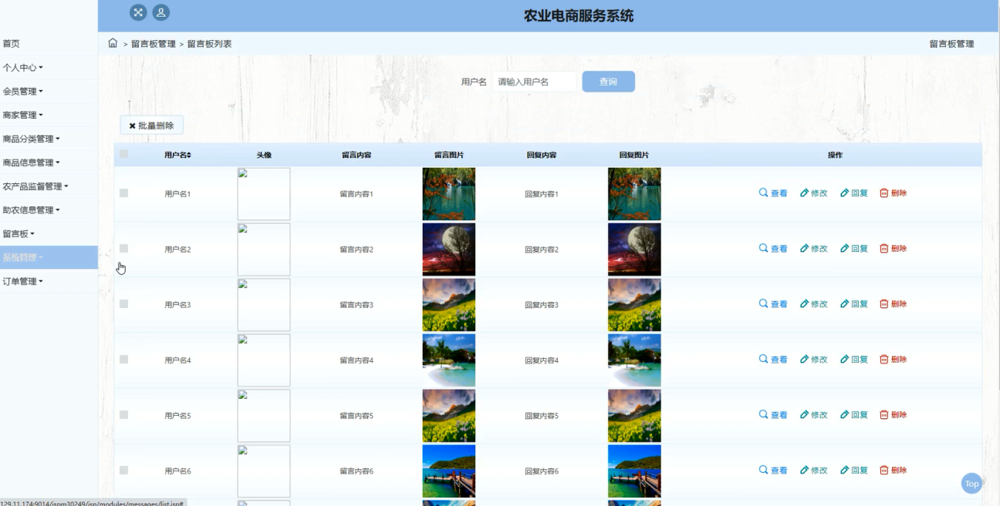 农业电商服务系统
首页
个人中心
会员管理
商家管理
商品分类管理
商品信息管理
农产品监督管理
助农信息管理
留言板
系统管理
订单管理
> 留言板管理 > 留言板列表
留言板管理
用户名 请输入用户名 查询
批量删除
用户名 头像 留言内容 留言图片 回复内容 回复图片 操作
用户名1 留言内容1 回复内容1 查看 修改 回复 删除
用户名2 留言内容2 回复内容2 查看 修改 回复 删除
用户名3 留言内容3 回复内容3 查看 修改 回复 删除
用户名4 留言内容4 回复内容4 查看 修改 回复 删除
用户名5 留言内容5 回复内容5 查看 修改 回复 删除
用户名6 留言内容6 回复内容6 查看 修改 回复 删除
Top
129.11.174:9014/jspm30249/jsp/modules/messages/list.jsp#